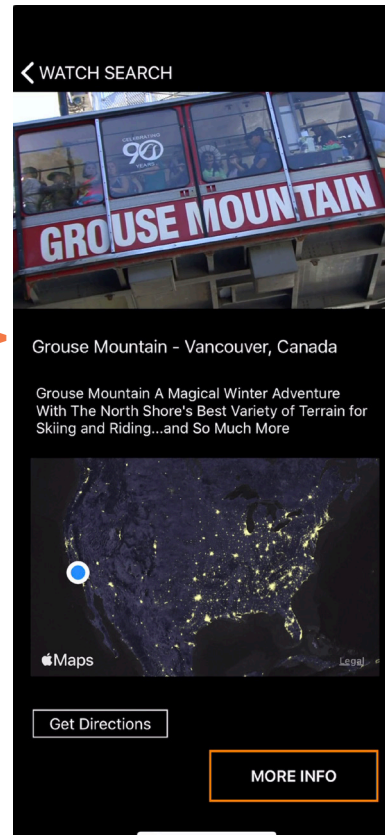 WATCH SEARCH
CELEBRATING
90
YEARS
GROUSE MOUNTAIN
Grouse Mountain - Vancouver, Canada
Grouse Mountain A Magical Winter Adventure
With The North Shore's Best Variety of Terrain for
Skiing and Riding...and So Much More
Maps
Legal
Get Directions
MORE INFO